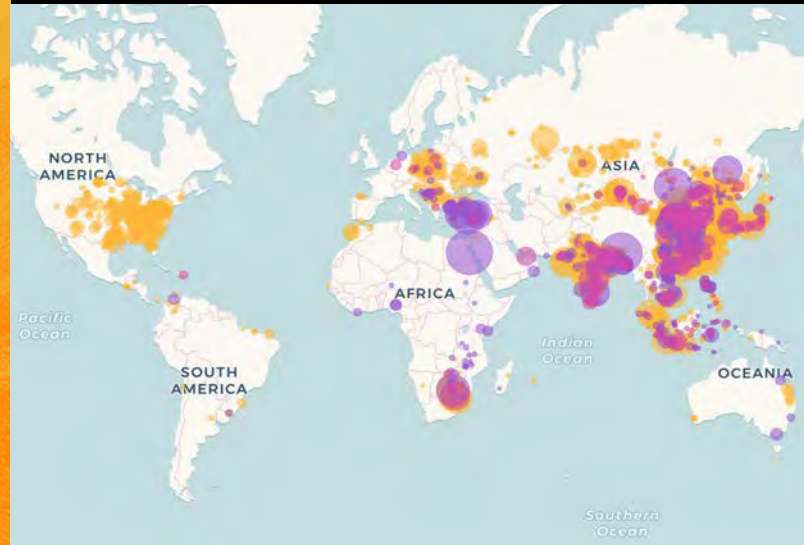 NORTH
AMERICA
ASIA
AFRICA
Pacific
Ocean
Indian
Ocean
SOUTH
AMERICA
OCEANIA
Southern
Ocean